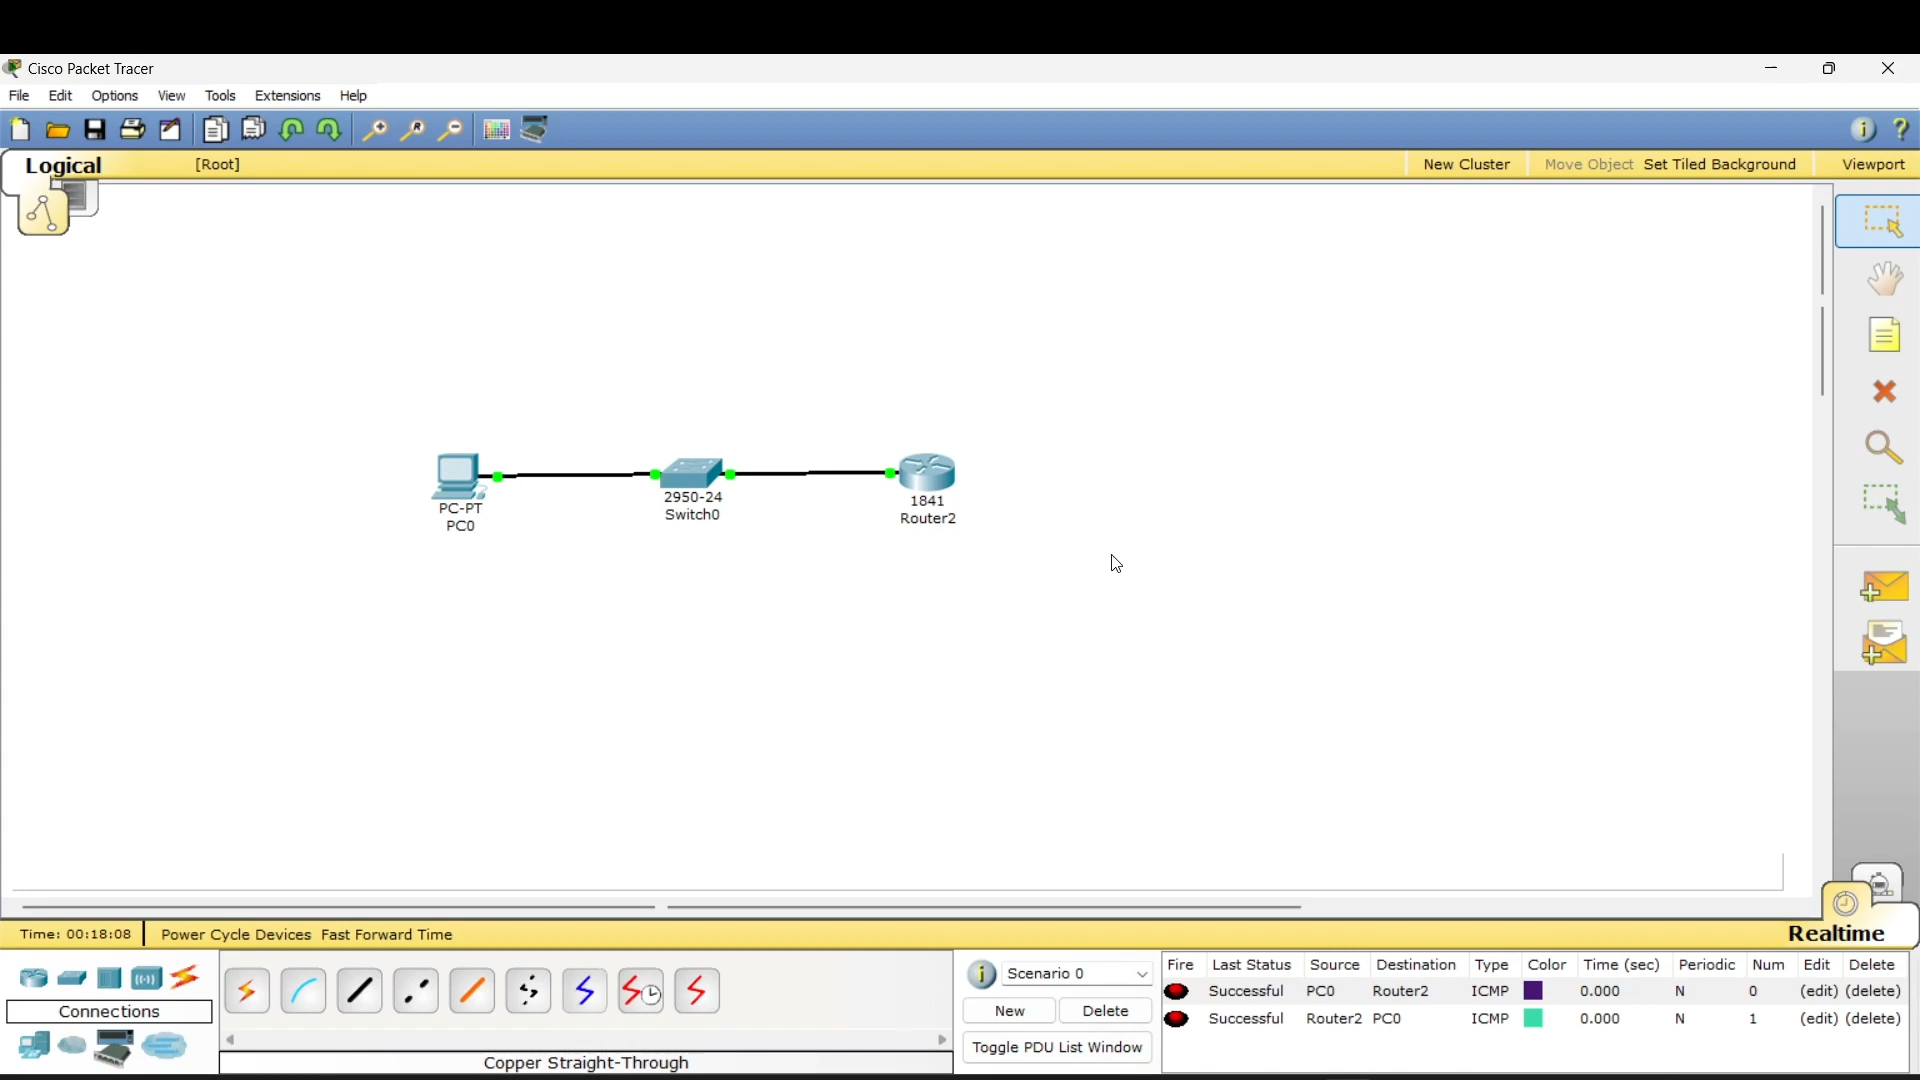 Cisco Packet Tracer
File Edit Options View Tools Extensions Help
Logical [Root] New Cluster Move Object Set Tiled Background Viewport
PC-PT
PC0
2950-24
Switch0
1841
Router2
Time: 00:18:08 Power Cycle Devices Fast Forward Time Realtime
Connections
Copper Straight-Through
Scenario 0
New Delete
Toggle PDU List Window
Fire Last Status Source Destination Type Color Time (sec) Periodic Num Edit Delete
Successful PC0 Router2 ICMP 0.000 N 0 (edit) (delete)
Successful Router2 PC0 ICMP 0.000 N 1 (edit) (delete)